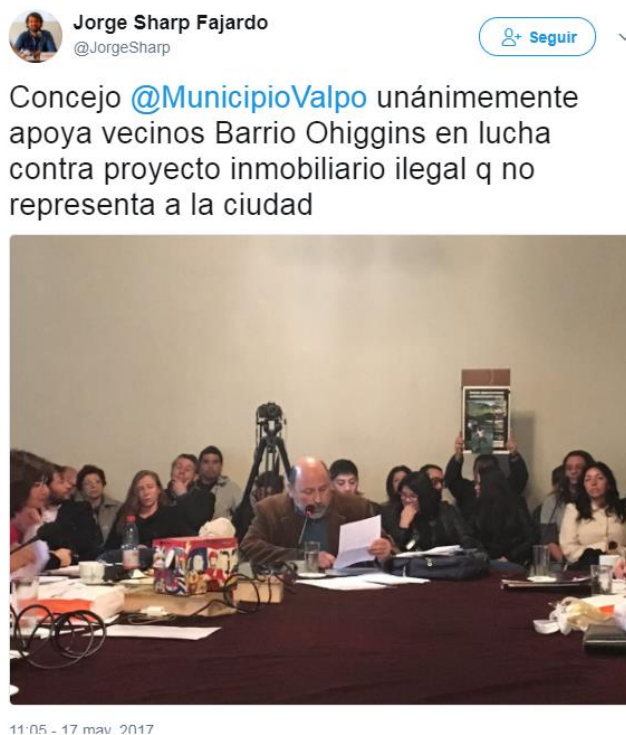 Jorge Sharp Fajardo
@JorgeSharp
Seguir
Concejo @MunicipioValpo unánimemente
apoya vecinos Barrio Ohiggins en lucha
contra proyecto inmobiliario ilegal q no
representa a la ciudad
11:05 - 17 may. 2017